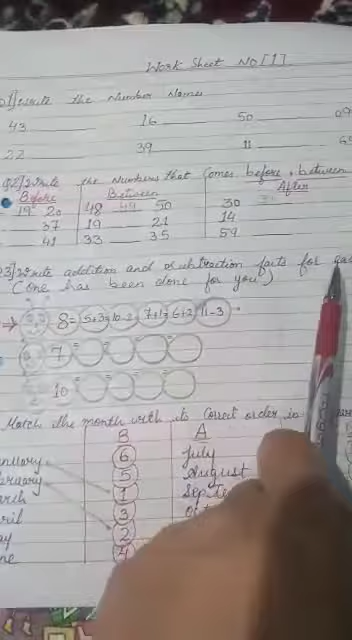 Work Sheet No [1]
Write the Number Names
43 16 50 09
22 39 11
Q2] Write the Numbers that Comes before, between
Before Between After
19 20 48 49 50 30
37 19 21 14
41 33 35 59
Q3] Write addition and subtraction facts for
(one has been done for you)
8 = 5+3 = 10-2 = 7+1 = 6+2 = 11-3
7 = = = =
10 = = = =
Match the month with its Correct order in
B A
6 July
5 August
1
3
2
4